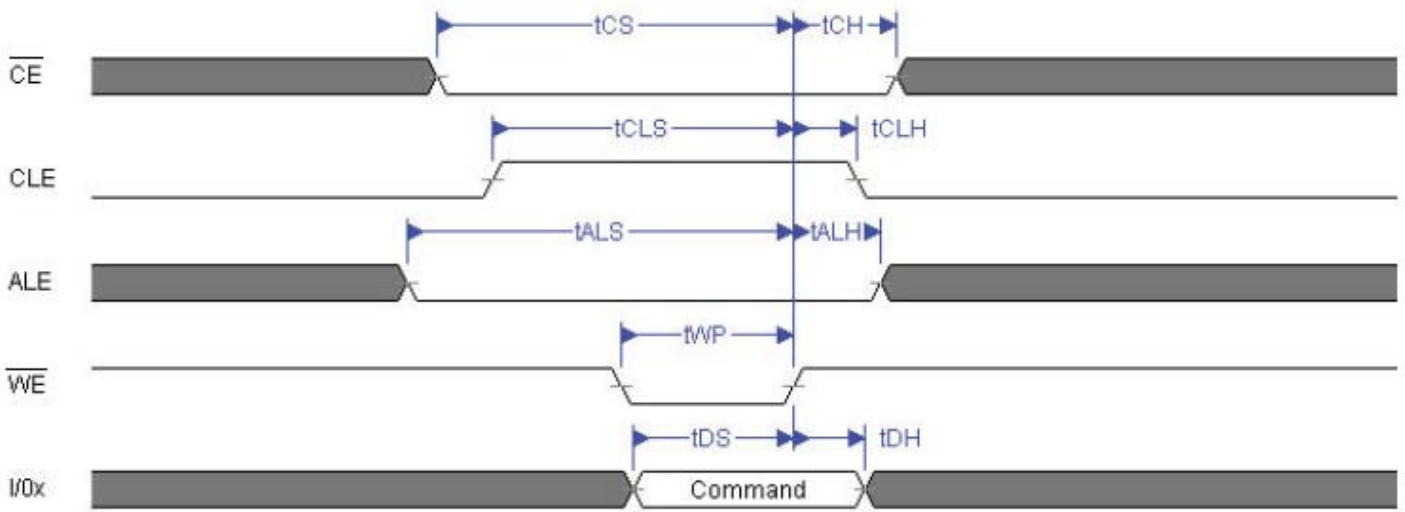 tCS tCH
CE
tCLS tCLH
CLE
tALS tALH
ALE
tWP
WE
tDS tDH
I/0x Command